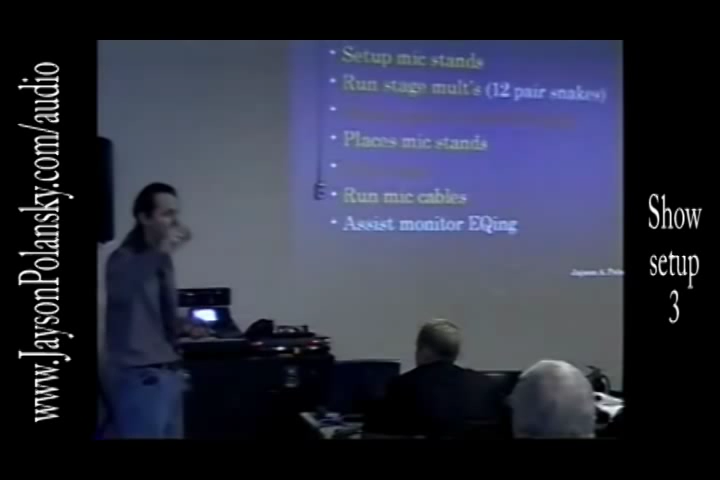 www.JaysonPolansky.com/audio
• Setup mic stands
• Run stage mult's (12 pair snakes)
• Places mic stands
• Run mic cables
• Assist monitor EQing
Jayson A.
Show
setup
3